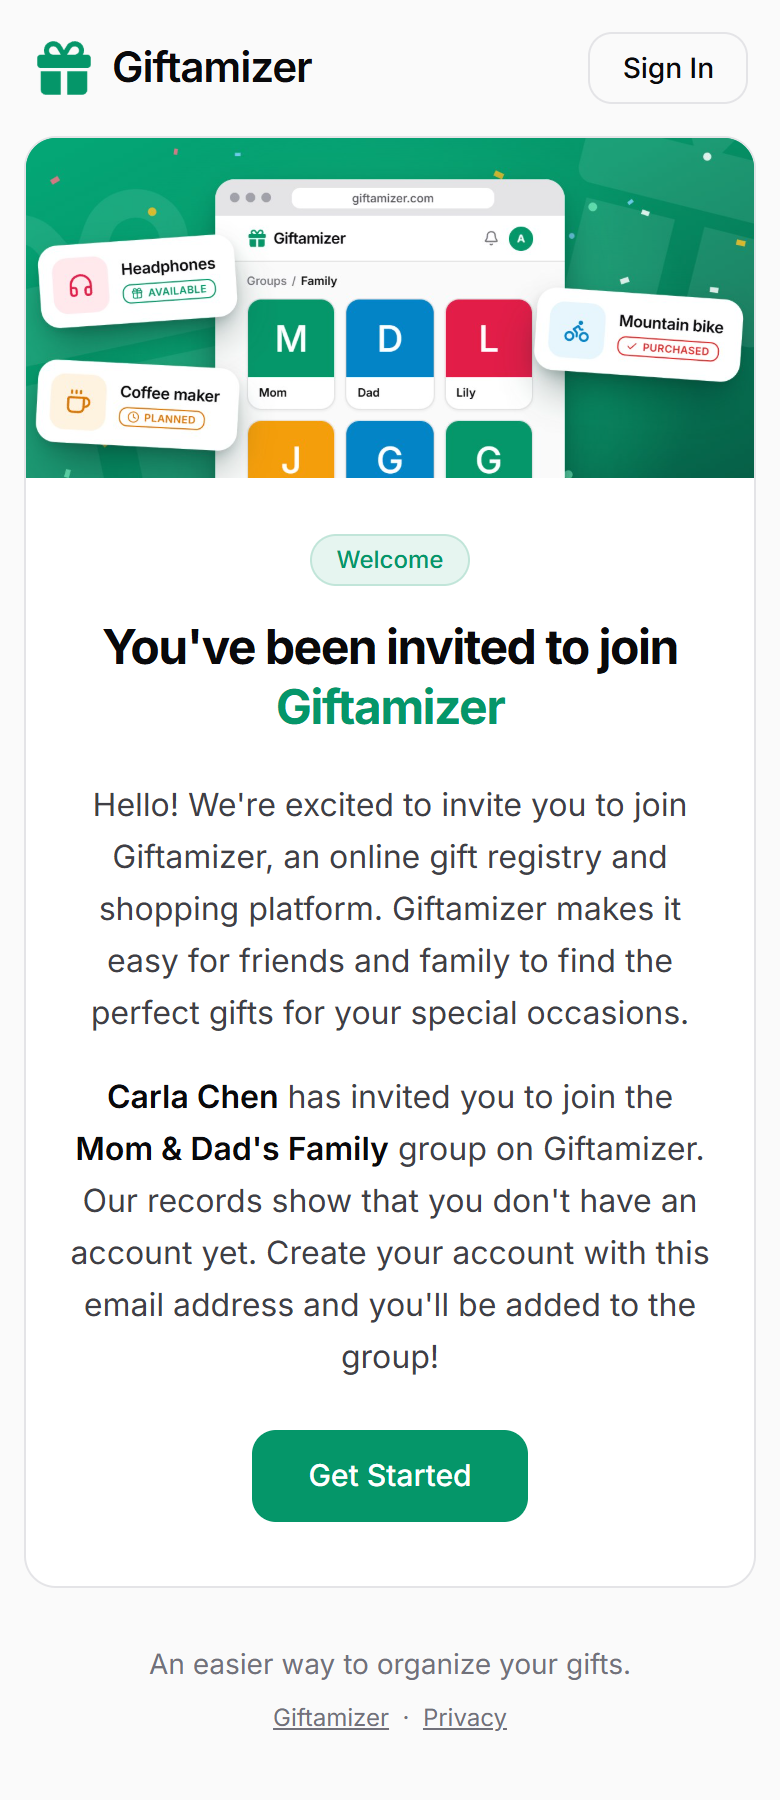 Giftamizer
Sign In
giftamizer.com
Giftamizer
A
Groups / Family
Headphones
AVAILABLE
Mountain bike
PURCHASED
Coffee maker
PLANNED
M
D
L
Mom
Dad
Lily
J
G
G
Welcome
You've been invited to join
Giftamizer
Hello! We're excited to invite you to join
Giftamizer, an online gift registry and
shopping platform. Giftamizer makes it
easy for friends and family to find the
perfect gifts for your special occasions.
Carla Chen has invited you to join the
Mom & Dad's Family group on Giftamizer.
Our records show that you don't have an
account yet. Create your account with this
email address and you'll be added to the
group!
Get Started
An easier way to organize your gifts.
Giftamizer · Privacy